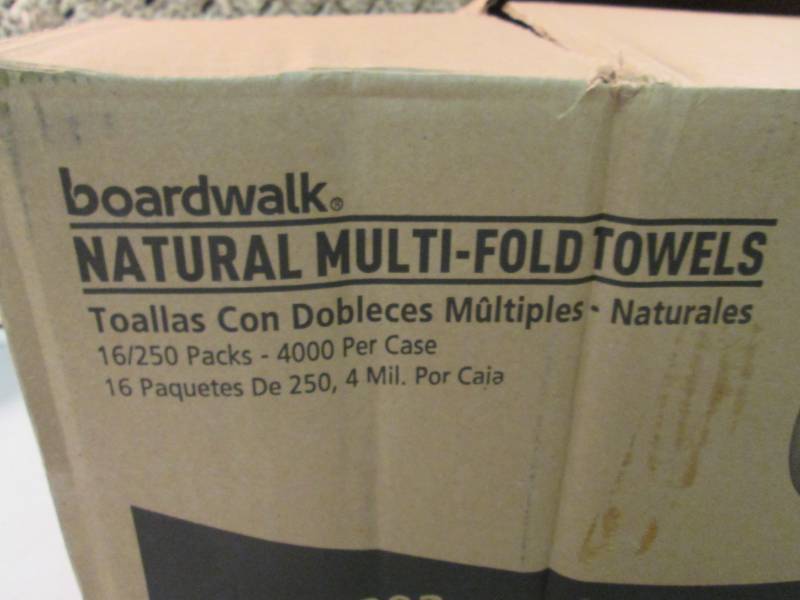 boardwalk®
NATURAL MULTI-FOLD TOWELS
Toallas Con Dobleces Mûltiples · Naturales
16/250 Packs - 4000 Per Case
16 Paquetes De 250, 4 Mil. Por Caja